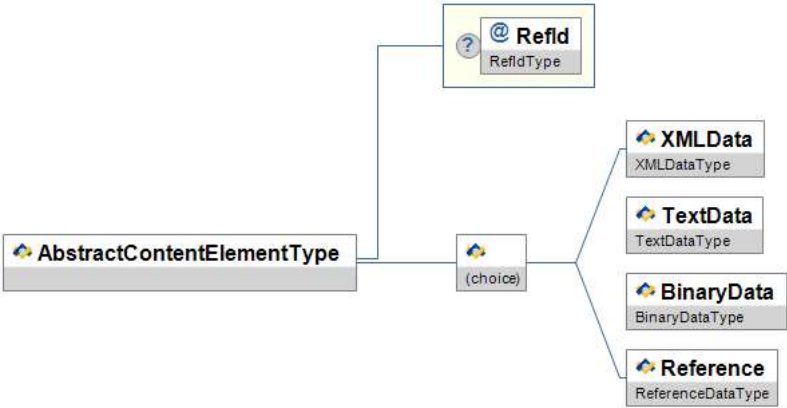 @ RefId
?
RefIdType
XMLData
XMLDataType
TextData
TextDataType
AbstractContentElementType
(choice)
BinaryData
BinaryDataType
Reference
ReferenceDataType